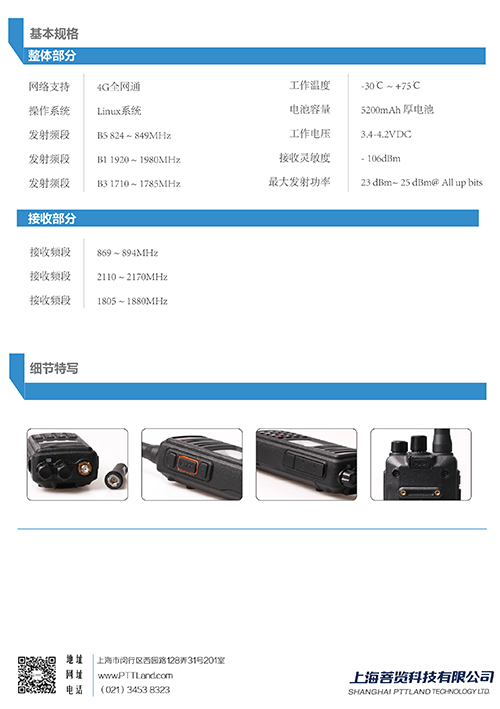 基本规格
整体部分
网络支持 4G全网通
操作系统 Linux系统
发射频段 B5 824 ~ 849MHz
发射频段 B1 1920 ~ 1980MHz
发射频段 B3 1710 ~ 1785MHz
工作温度 -30℃ ~ +75℃
电池容量 5200mAh 厚电池
工作电压 3.4-4.2VDC
接收灵敏度 - 106dBm
最大发射功率 23 dBm~ 25 dBm@ All up bits
接收部分
接收频段 869 ~ 894MHz
接收频段 2110 ~ 2170MHz
接收频段 1805 ~ 1880MHz
细节特写
地址 上海市闵行区西园路128弄31号201室
网址 www.PTTLand.com
电话 (021) 3453 8323
上海菪览科技有限公司
SHANGHAI PTTLAND TECHNOLOGY LTD.